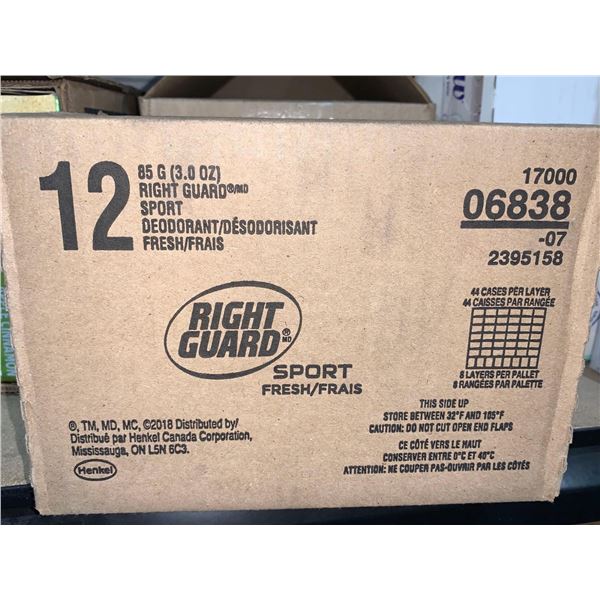 12
85 G (3.0 OZ)
RIGHT GUARD®/MD
SPORT
DEODORANT/DÉSODORISANT
FRESH/FRAIS
17000
06838
-07
2395158
44 CASES PER LAYER
44 CAISSES PAR RANGÉE
8 LAYERS PER PALLET
8 RANGÉES PAR PALETTE
RIGHT
GUARD®
MD
SPORT
FRESH/FRAIS
®, TM, MD, MC, ©2018 Distributed by/
Distribué par Henkel Canada Corporation,
Mississauga, ON L5N 6C3.
Henkel
THIS SIDE UP
STORE BETWEEN 32°F AND 105°F
CAUTION: DO NOT CUT OPEN END FLAPS
CE CÔTÉ VERS LE HAUT
CONSERVER ENTRE 0°C ET 40°C
ATTENTION: NE COUPER PAS-OUVRIR PAR LES CÔTÉS